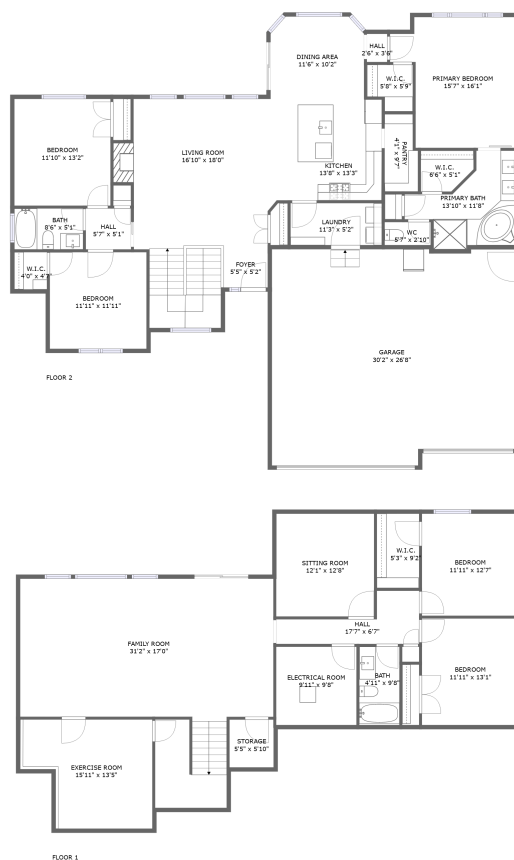 DINING AREA
11'6" x 10'2"
HALL
2'6" x 3'6"
W.I.C.
5'8" x 5'9"
PRIMARY BEDROOM
15'7" x 16'1"
BEDROOM
11'10" x 13'2"
LIVING ROOM
16'10" x 18'0"
KITCHEN
13'8" x 13'3"
PANTRY
4'1" x 9'7"
W.I.C.
6'6" x 5'1"
PRIMARY BATH
13'10" x 11'8"
BATH
8'6" x 5'1"
HALL
5'7" x 5'1"
LAUNDRY
11'3" x 5'2"
WC
5'7" x 2'10"
W.I.C.
FOYER
5'5" x 5'2"
BEDROOM
11'11" x 11'11"
GARAGE
30'2" x 26'8"
FLOOR 2
SITTING ROOM
12'1" x 12'8"
W.I.C.
5'3" x 9'2"
BEDROOM
11'11" x 12'7"
HALL
17'7" x 6'7"
FAMILY ROOM
31'2" x 17'0"
ELECTRICAL ROOM
9'11" x 9'8"
BATH
4'11" x 9'8"
BEDROOM
11'11" x 13'1"
STORAGE
5'5" x 5'10"
EXERCISE ROOM
15'11" x 13'5"
FLOOR 1